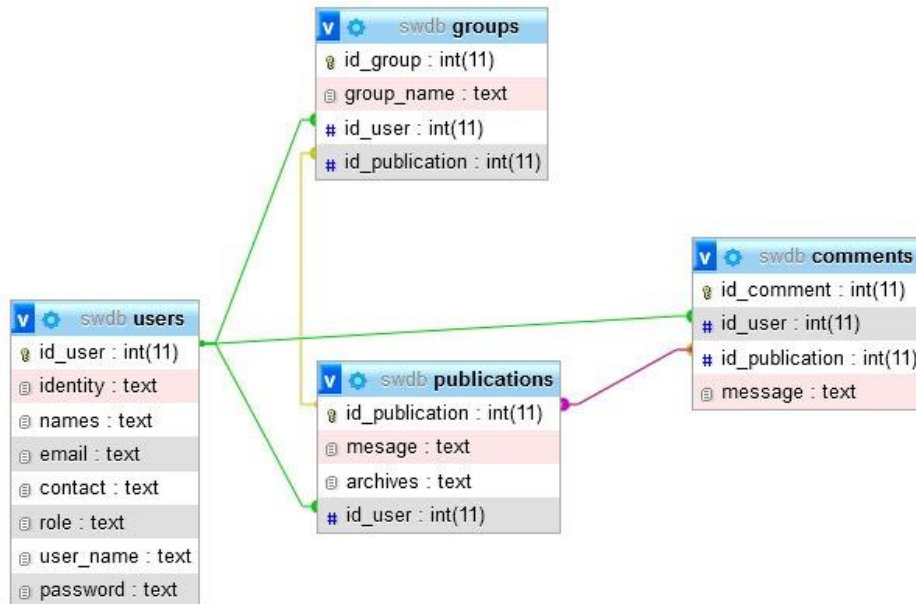 v swdb groups
id_group : int(11)
group_name : text
# id_user : int(11)
# id_publication : int(11)
v swdb comments
id_comment : int(11)
# id_user : int(11)
# id_publication : int(11)
message : text
v swdb users
id_user : int(11)
identity : text
names : text
email : text
contact : text
role : text
user_name : text
password : text
v swdb publications
id_publication : int(11)
mesage : text
archives : text
# id_user : int(11)